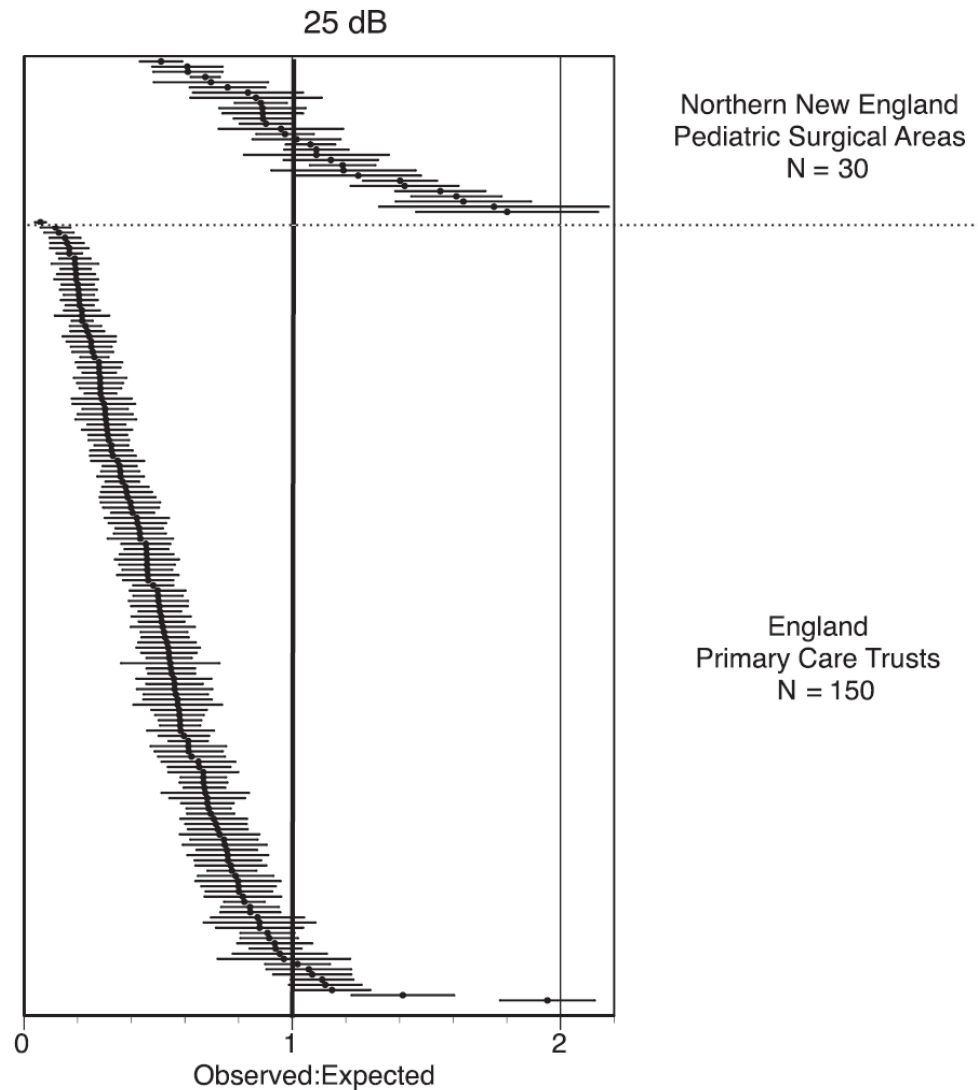 25 dB
Northern New England
Pediatric Surgical Areas
N = 30
England
Primary Care Trusts
N = 150
0
1
2
Observed:Expected